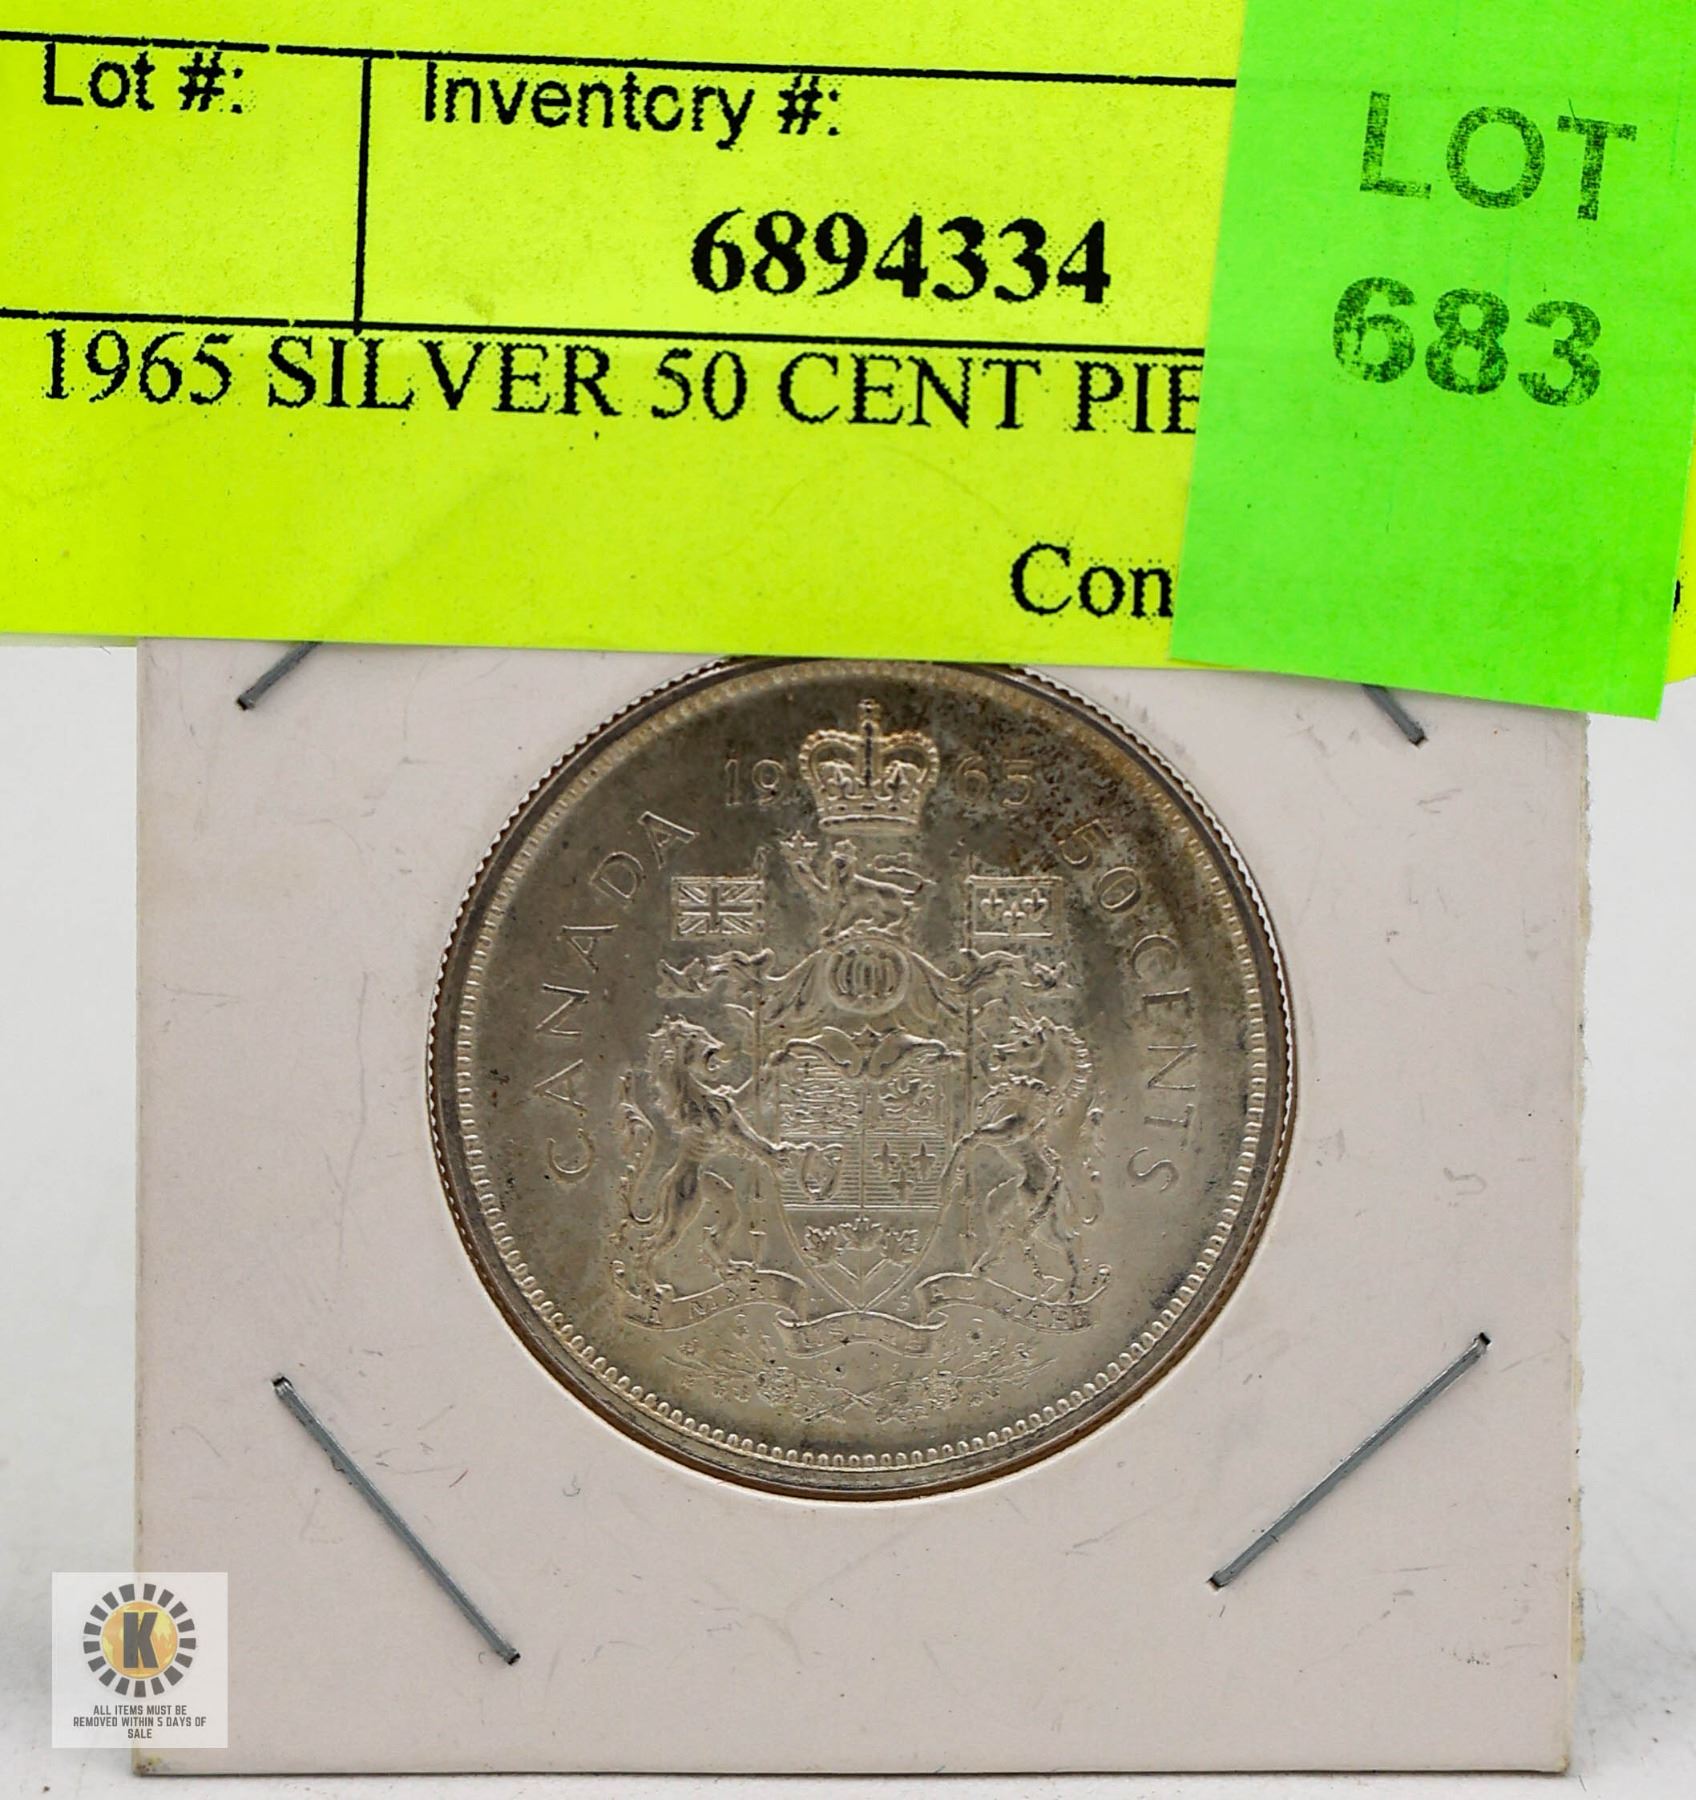 Lot #: Inventory #:
6894334
1965 SILVER 50 CENT PIE
Con
LOT
683
1965
CANADA
50 CENTS
K
ALL ITEMS MUST BE
REMOVED WITHIN 5 DAYS OF
SALE